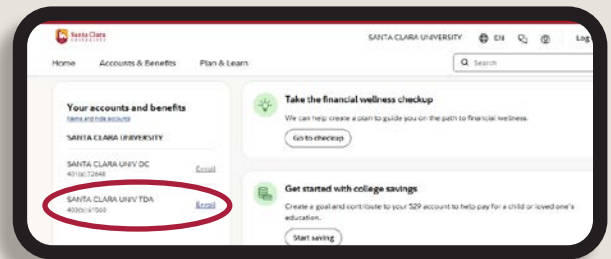 Santa Clara
UNIVERSITY
SANTA CLARA UNIVERSITY
EN
Log
Home
Accounts & Benefits
Plan & Learn
Search
Your accounts and benefits
Name and hide accounts
SANTA CLARA UNIVERSITY
SANTA CLARA UNIV DC
401(a) 72648
Enroll
SANTA CLARA UNIV TDA
Enroll
Take the financial wellness checkup
We can help create a plan to guide you on the path to financial wellness.
Go to checkup
Get started with college savings
Create a goal and contribute to your 529 account to help pay for a child or loved one's
education.
Start saving